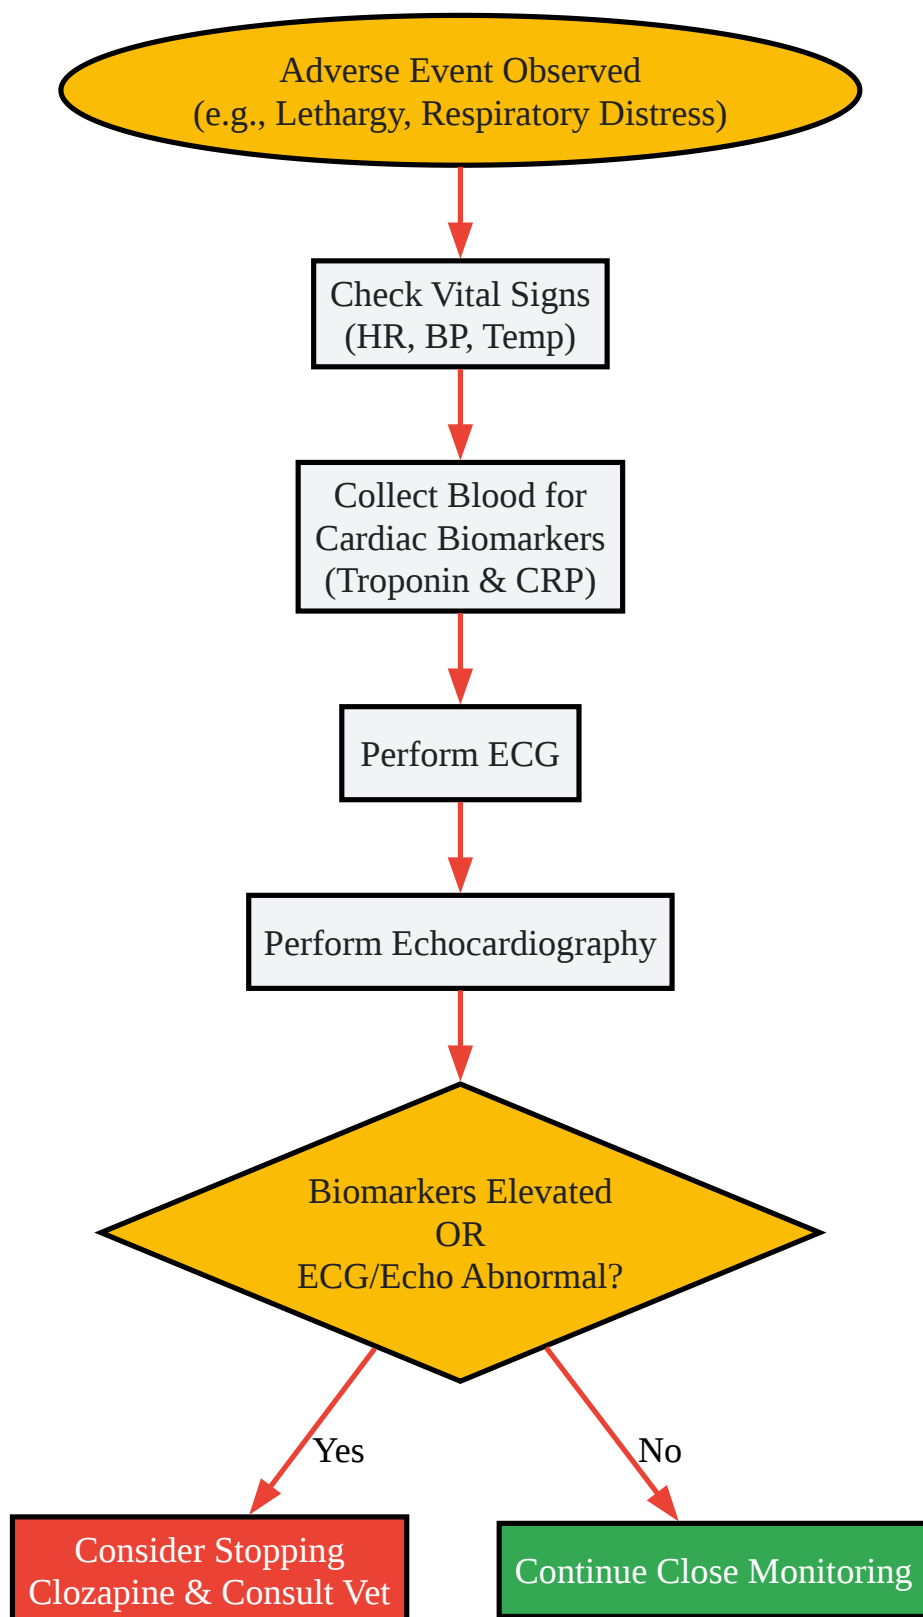 Adverse Event Observed
(e.g., Lethargy, Respiratory Distress)
Check Vital Signs
(HR, BP, Temp)
Collect Blood for
Cardiac Biomarkers
(Troponin & CRP)
Perform ECG
Perform Echocardiography
Biomarkers Elevated
OR
ECG/Echo Abnormal?
Yes
No
Consider Stopping
Clozapine & Consult Vet
Continue Close Monitoring